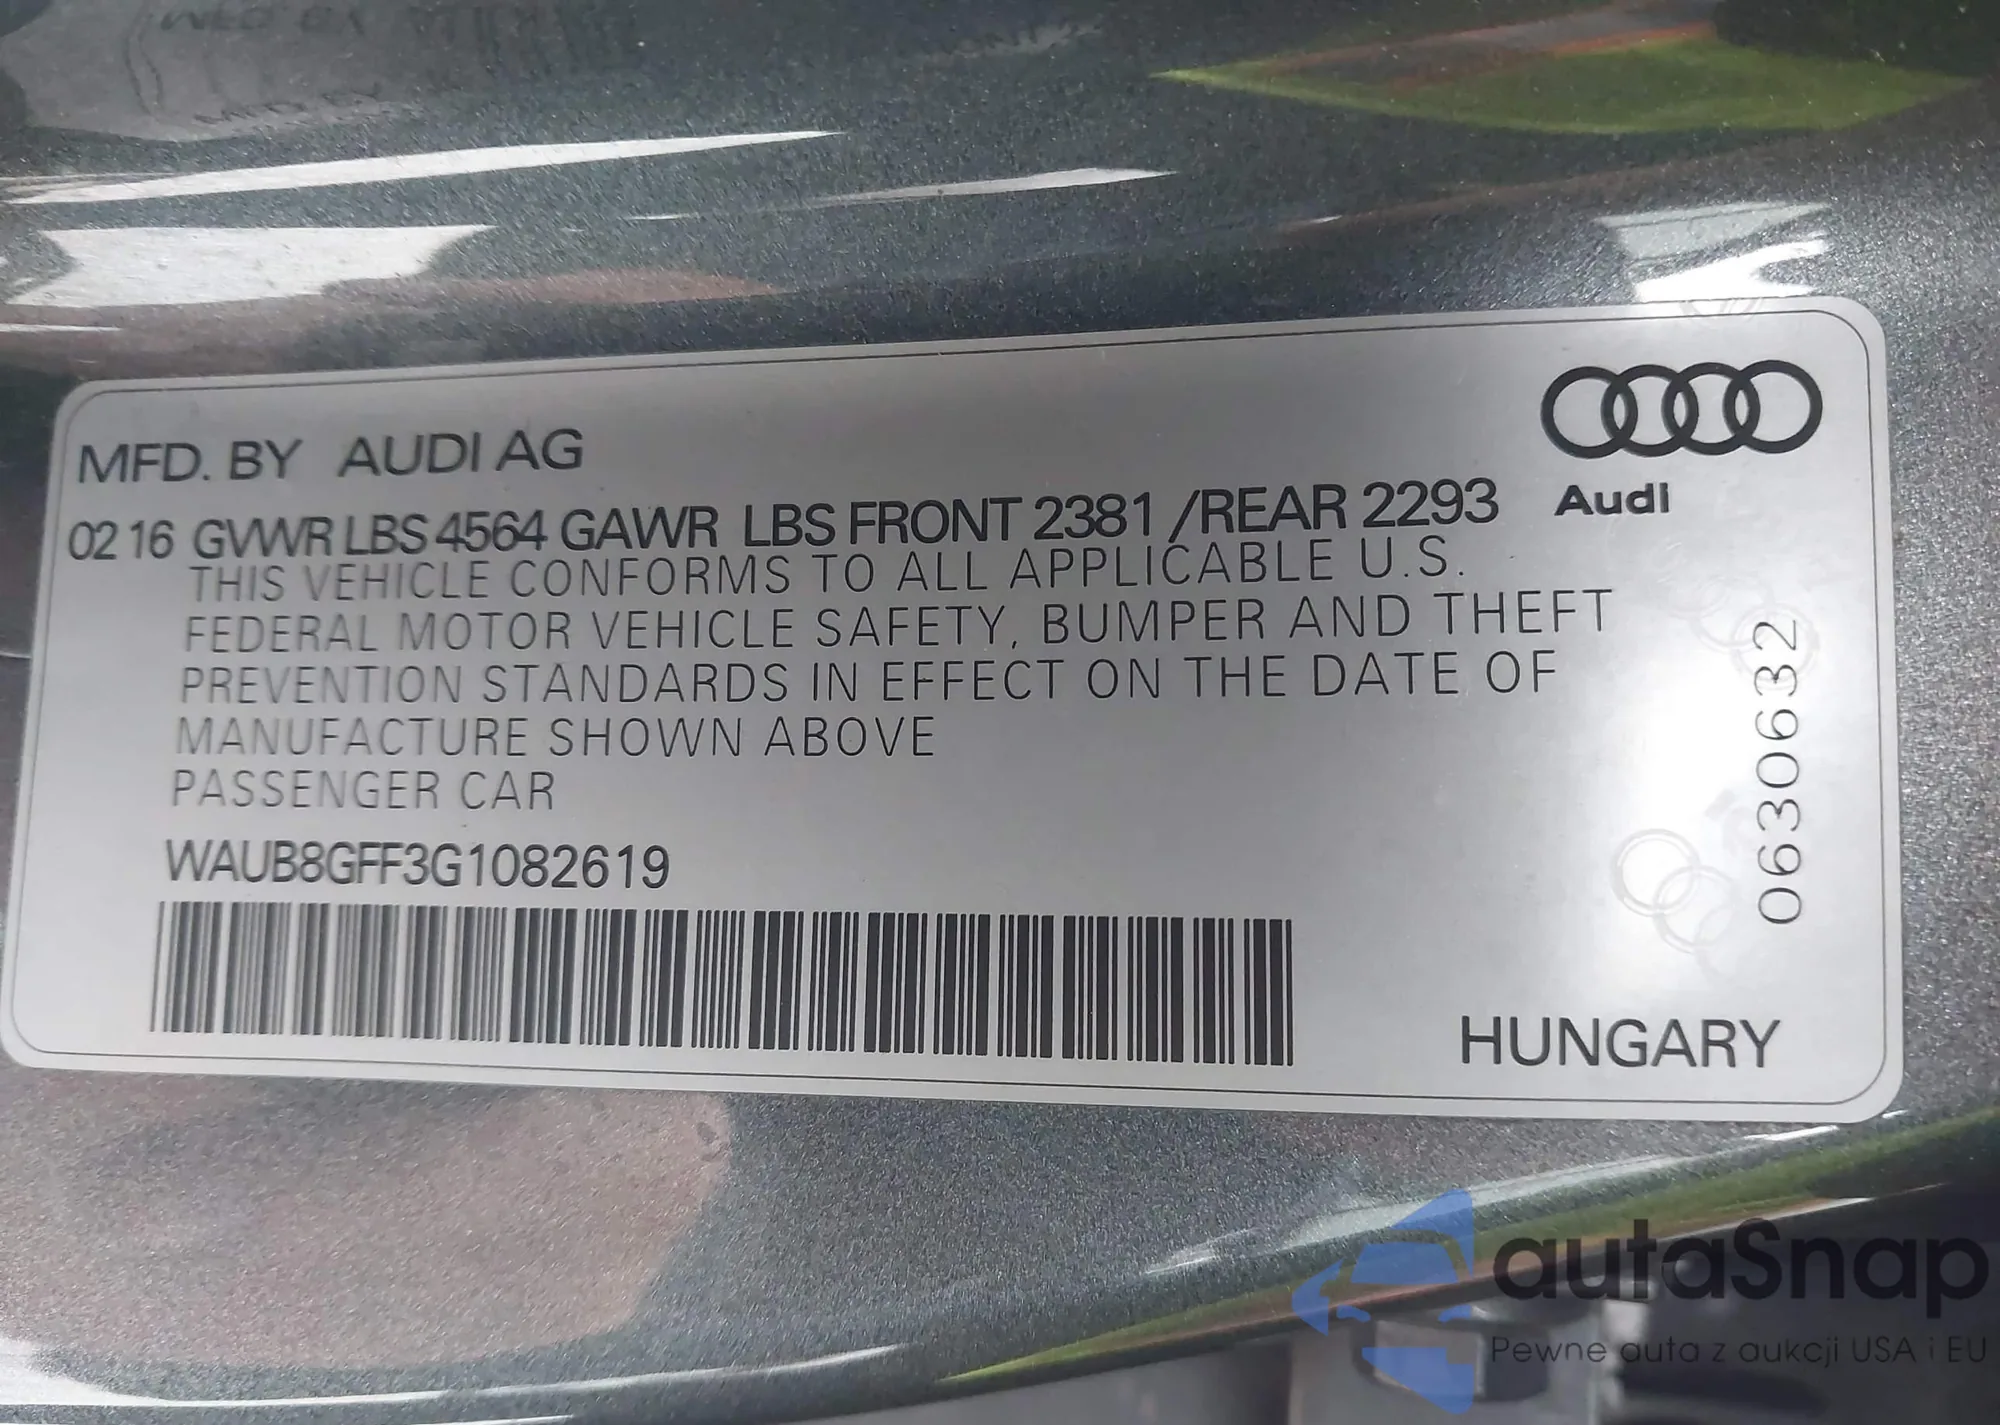 MFD. BY AUDI AG
02 16 GVWR LBS 4564 GAWR LBS FRONT 2381 /REAR 2293
Audi
THIS VEHICLE CONFORMS TO ALL APPLICABLE U.S.
FEDERAL MOTOR VEHICLE SAFETY, BUMPER AND THEFT
PREVENTION STANDARDS IN EFFECT ON THE DATE OF
MANUFACTURE SHOWN ABOVE
PASSENGER CAR
WAUB8GFF3G1082619
0630632
HUNGARY
autaSnap
Pewne auta z aukcji USA i EU